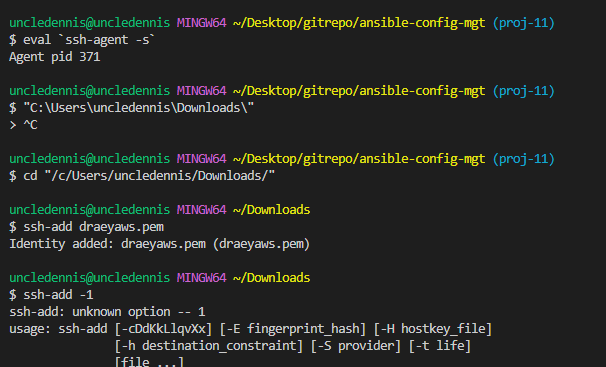 uncledennis@uncledennis MINGW64 ~/Desktop/gitrepo/ansible-config-mgt (proj-11)
$ eval `ssh-agent -s`
Agent pid 371
uncledennis@uncledennis MINGW64 ~/Desktop/gitrepo/ansible-config-mgt (proj-11)
$ "C:\Users\uncledennis\Downloads\"
> ^C
uncledennis@uncledennis MINGW64 ~/Desktop/gitrepo/ansible-config-mgt (proj-11)
$ cd "/c/Users/uncledennis/Downloads/"
uncledennis@uncledennis MINGW64 ~/Downloads
$ ssh-add draeyaws.pem
Identity added: draeyaws.pem (draeyaws.pem)
uncledennis@uncledennis MINGW64 ~/Downloads
$ ssh-add -1
ssh-add: unknown option -- 1
usage: ssh-add [-cDdKkLlqvXx] [-E fingerprint_hash] [-H hostkey_file]
[-h destination_constraint] [-S provider] [-t life]
[file ...]